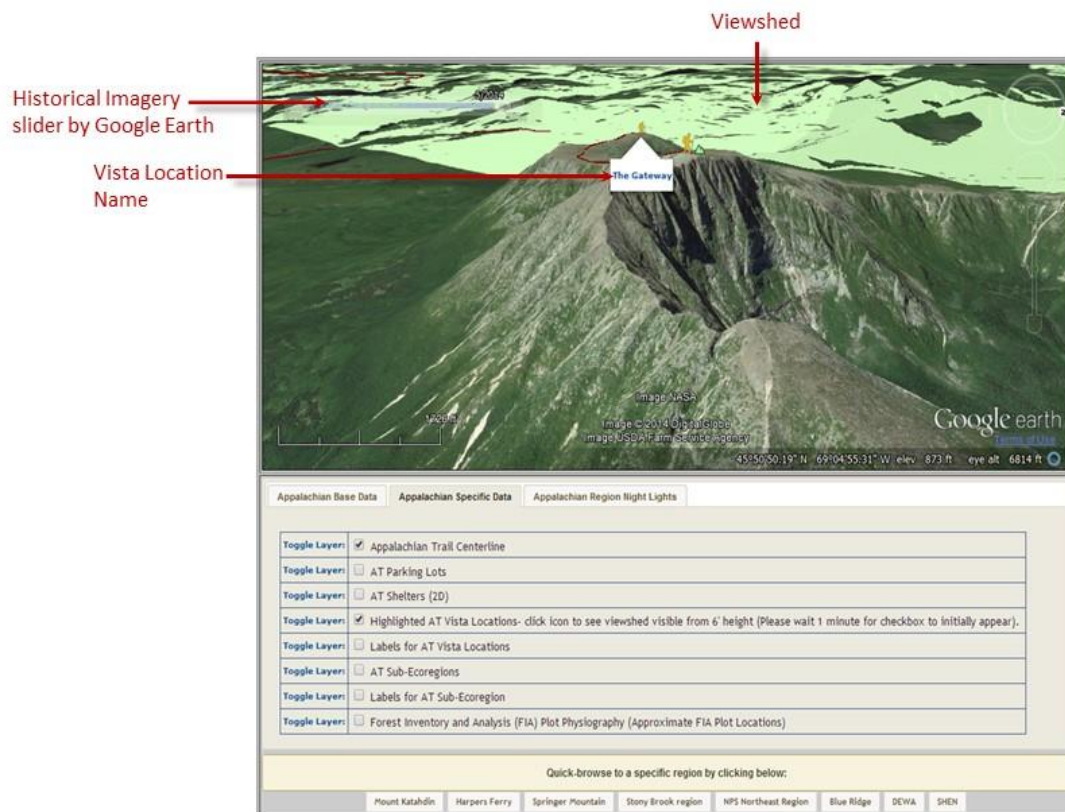 Viewshed
Historical Imagery
slider by Google Earth
Vista Location
Name
The Gateway
Image NASA
Image © 2014 DigitalGlobe
Image USDA Farm Service Agency
Google earth
Terms of Use
45°50'50.19" N 69°04'55.31" W elev 873 ft eye alt 6814 ft
Appalachian Base Data Appalachian Specific Data Appalachian Region Night Lights
Toggle Layer: Appalachian Trail Centerline
Toggle Layer: AT Parking Lots
Toggle Layer: AT Shelters (2D)
Toggle Layer: Highlighted AT Vista Locations- click icon to see viewshed visible from 6' height (Please wait 1 minute for checkbox to initially appear).
Toggle Layer: Labels for AT Vista Locations
Toggle Layer: AT Sub-Ecoregions
Toggle Layer: Labels for AT Sub-Ecoregion
Toggle Layer: Forest Inventory and Analysis (FIA) Plot Physiography (Approximate FIA Plot Locations)
Quick-browse to a specific region by clicking below:
Mount Katahdin Harpers Ferry Springer Mountain Stony Brook region NPS Northeast Region Blue Ridge DEWA SHEN